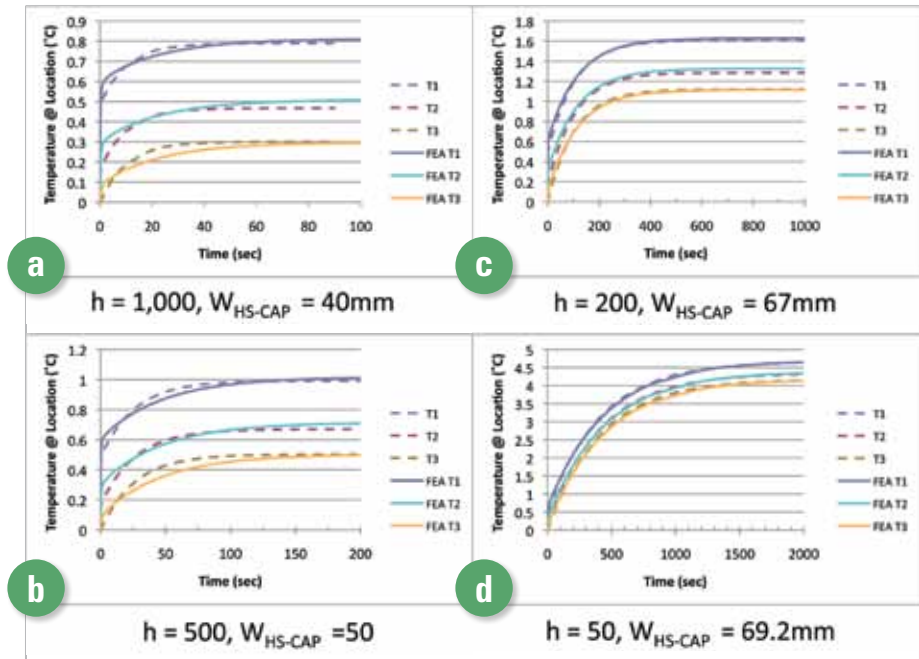 Temperature @ Location (˚C)
0.9
0.8
0.7
0.6
0.5
0.4
0.3
0.2
0.1
0
0 20 40 60 80 100
Time (sec)
T1
T2
T3
FEA T1
FEA T2
FEA T3
a
h = 1,000, W HS-CAP = 40mm
Temperature @ Location (˚C)
1.8
1.6
1.4
1.2
1
0.8
0.6
0.4
0.2
0
0 200 400 600 800 1000
Time (sec)
T1
T2
T3
FEA T1
FEA T2
FEA T3
c
h = 200, W HS-CAP = 67mm
Temperature @ Location (˚C)
1.2
1
0.8
0.6
0.4
0.2
0
0 50 100 150 200
Time (sec)
T1
T2
T3
FEA T1
FEA T2
FEA T3
b
h = 500, W HS-CAP =50
Temperature @ Location (˚C)
5
4.5
4
3.5
3
2.5
2
1.5
1
0.5
0
0 500 1000 1500 2000
Time (sec)
T1
T2
T3
FEA T1
FEA T2
FEA T3
d
h = 50, W HS-CAP = 69.2mm